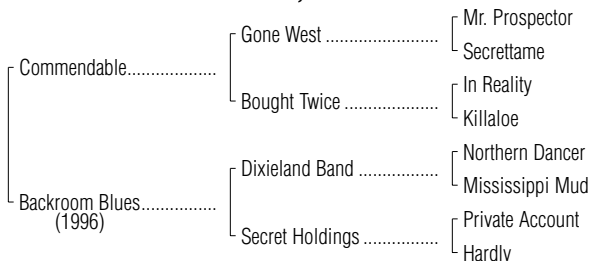 Mr. Prospector
Gone West
Secrettame
Commendable
In Reality
Bought Twice
Killaloe
Northern Dancer
Dixieland Band
Mississippi Mud
Backroom Blues
(1996)
Private Account
Secret Holdings
Hardly